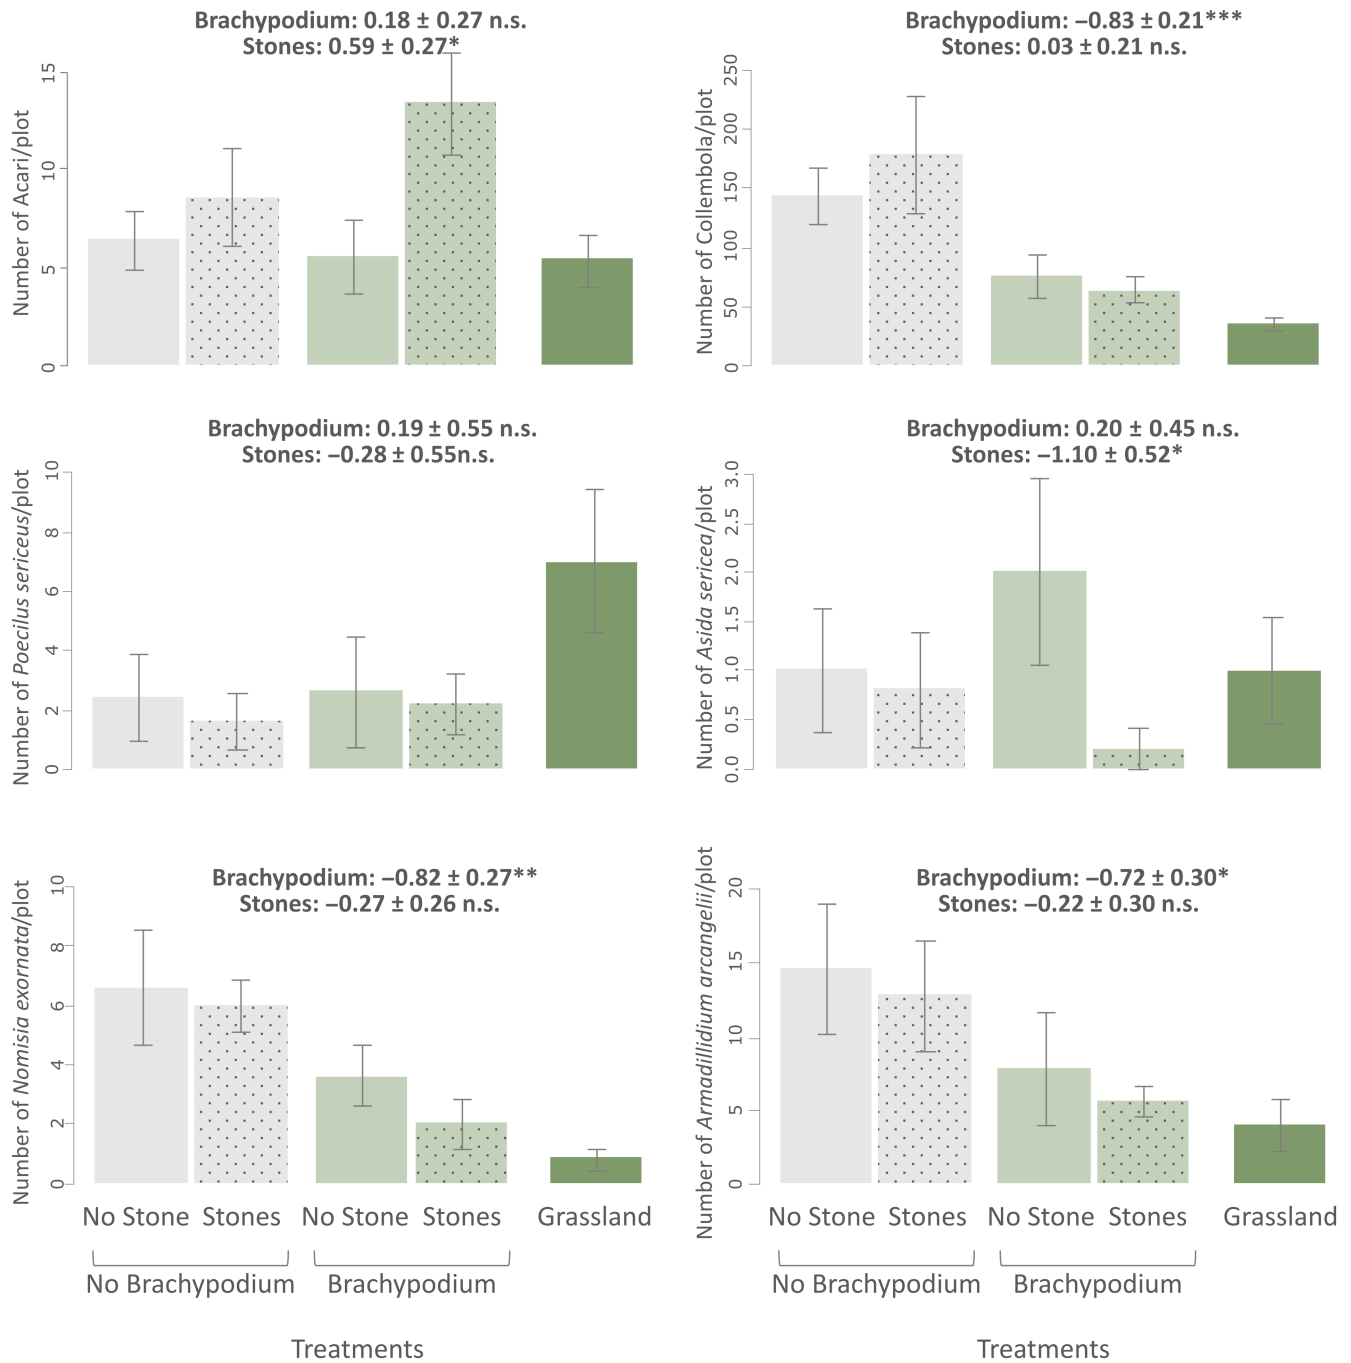 Brachypodium: 0.18 ± 0.27 n.s.
Stones: 0.59 ± 0.27*
Number of Acari/plot
15
10
5
0
Brachypodium: −0.83 ± 0.21***
Stones: 0.03 ± 0.21 n.s.
Number of Collembola/plot
250
200
150
100
50
0
Brachypodium: 0.19 ± 0.55 n.s.
Stones: −0.28 ± 0.55n.s.
Number of Poecilus sericeus/plot
10
8
6
4
2
0
Brachypodium: 0.20 ± 0.45 n.s.
Stones: −1.10 ± 0.52*
Number of Asida sericea/plot
3.0
2.5
2.0
1.5
1.0
0.5
0.0
Brachypodium: −0.82 ± 0.27**
Stones: −0.27 ± 0.26 n.s.
Number of Nomisia exornata/plot
10
8
6
4
2
0
No Stone Stones No Stone Stones Grassland
No Brachypodium Brachypodium
Treatments
Brachypodium: −0.72 ± 0.30*
Stones: −0.22 ± 0.30 n.s.
Number of Armadillidium arcangelii/plot
20
15
10
5
0
No Stone Stones No Stone Stones Grassland
No Brachypodium Brachypodium
Treatments